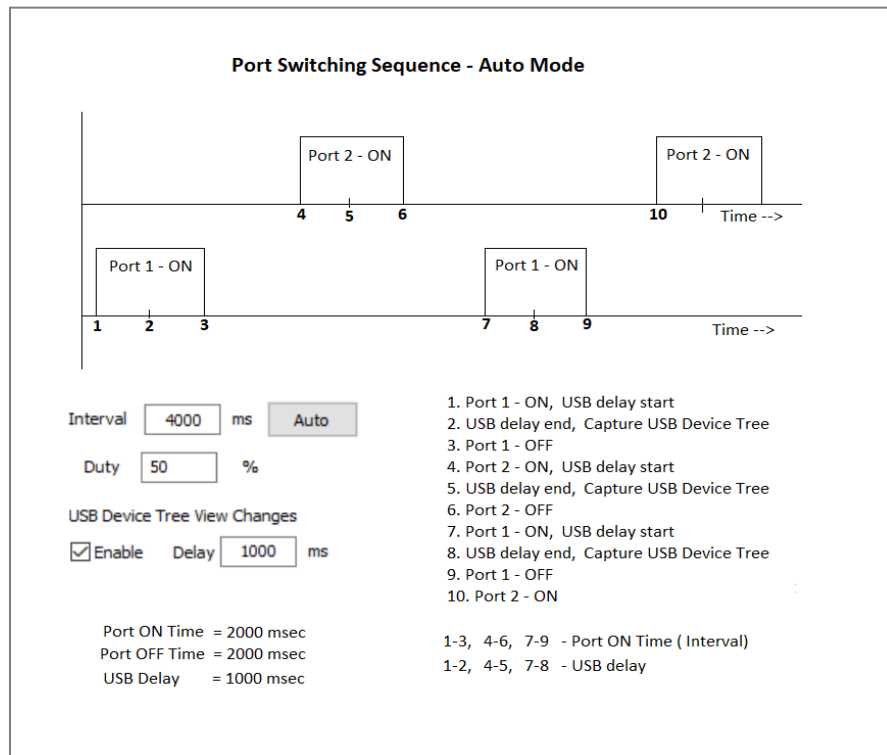 Port Switching Sequence - Auto Mode
Port 2 - ON
Port 2 - ON
4 5 6 10 Time -->
Port 1 - ON
Port 1 - ON
1 2 3 7 8 9 Time -->
Interval 4000 ms Auto
Duty 50 %
USB Device Tree View Changes
Enable Delay 1000 ms
Port ON Time = 2000 msec
Port OFF Time = 2000 msec
USB Delay = 1000 msec
1. Port 1 - ON, USB delay start
2. USB delay end, Capture USB Device Tree
3. Port 1 - OFF
4. Port 2 - ON, USB delay start
5. USB delay end, Capture USB Device Tree
6. Port 2 - OFF
7. Port 1 - ON, USB delay start
8. USB delay end, Capture USB Device Tree
9. Port 1 - OFF
10. Port 2 - ON
1-3, 4-6, 7-9 - Port ON Time ( Interval)
1-2, 4-5, 7-8 - USB delay